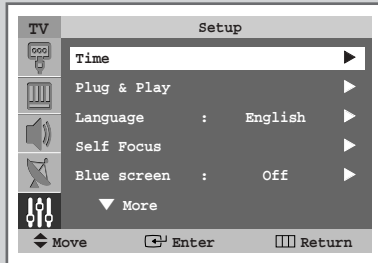 TV Setup
Time
Plug & Play
Language : English
Self Focus
Blue screen : Off
More
Move Enter Return